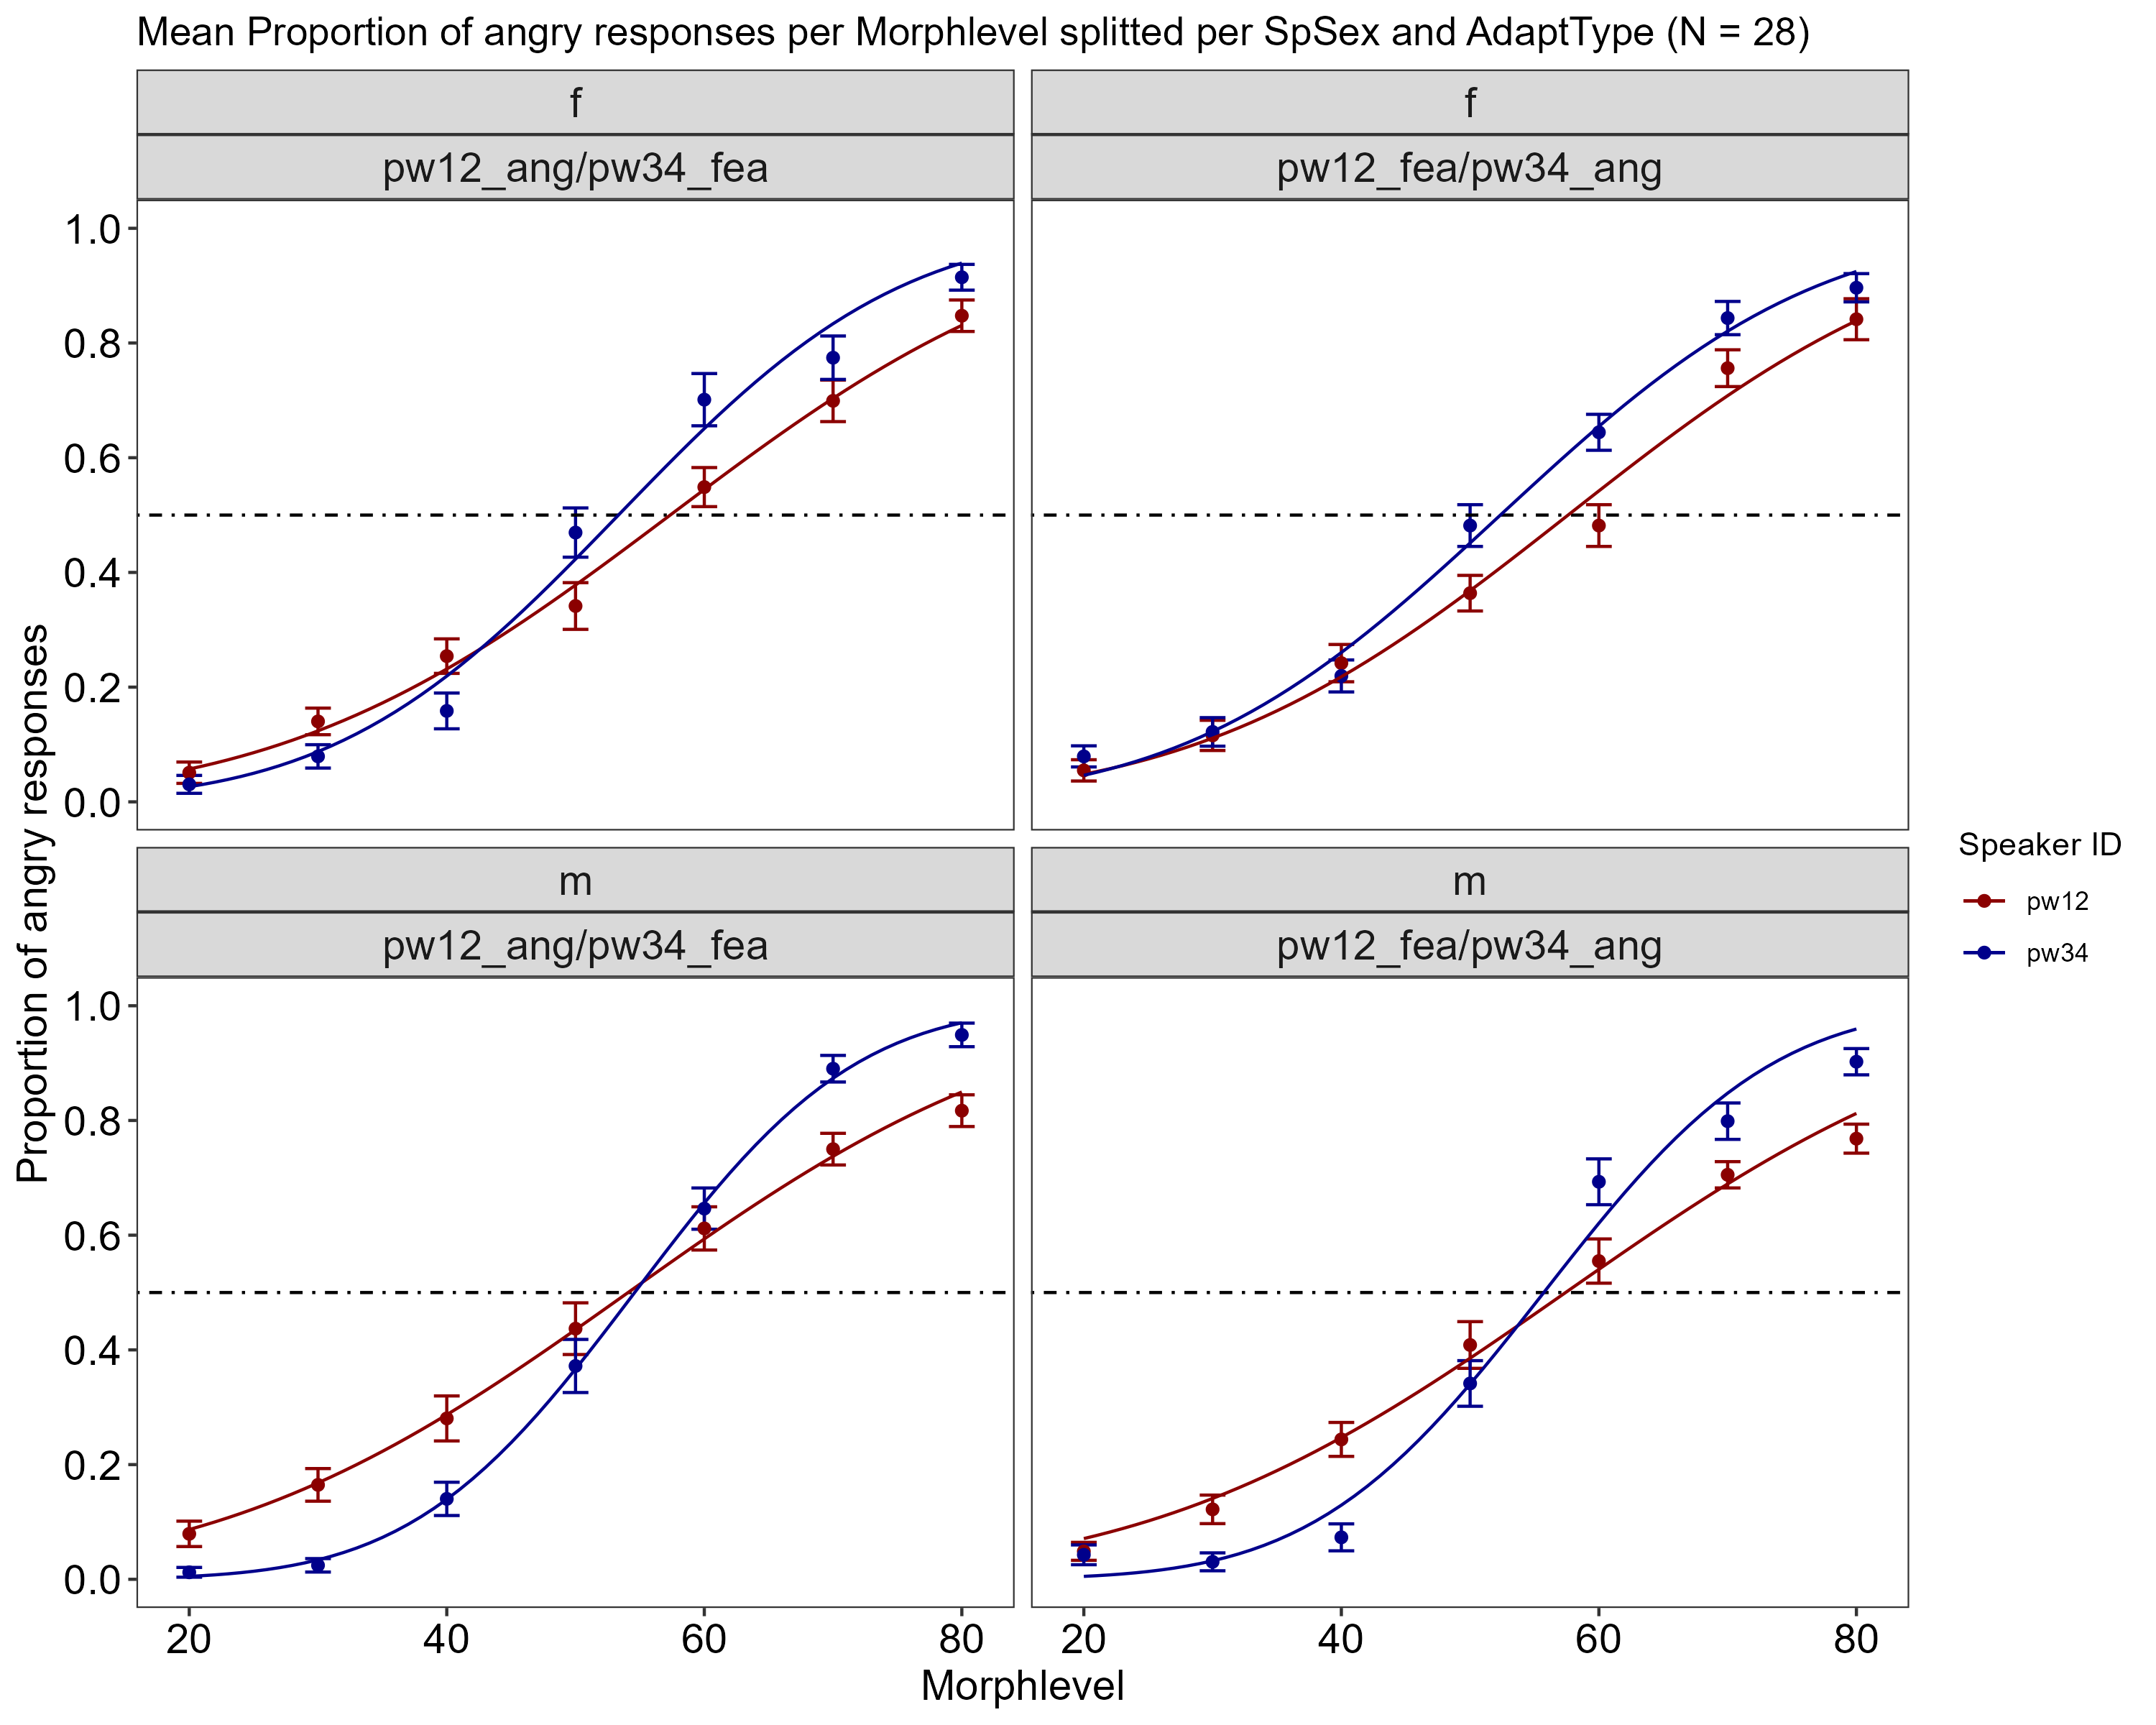 Mean Proportion of angry responses per Morphlevel splitted per SpSex and AdaptType (N = 28)
f
f
pw12_ang/pw34_fea
pw12_fea/pw34_ang
1.0
0.8
0.6
0.4
0.2
0.0
m
m
pw12_ang/pw34_fea
pw12_fea/pw34_ang
1.0
0.8
0.6
0.4
0.2
0.0
20 40 60 80
20 40 60 80
Morphlevel
Proportion of angry responses
Speaker ID
pw12
pw34